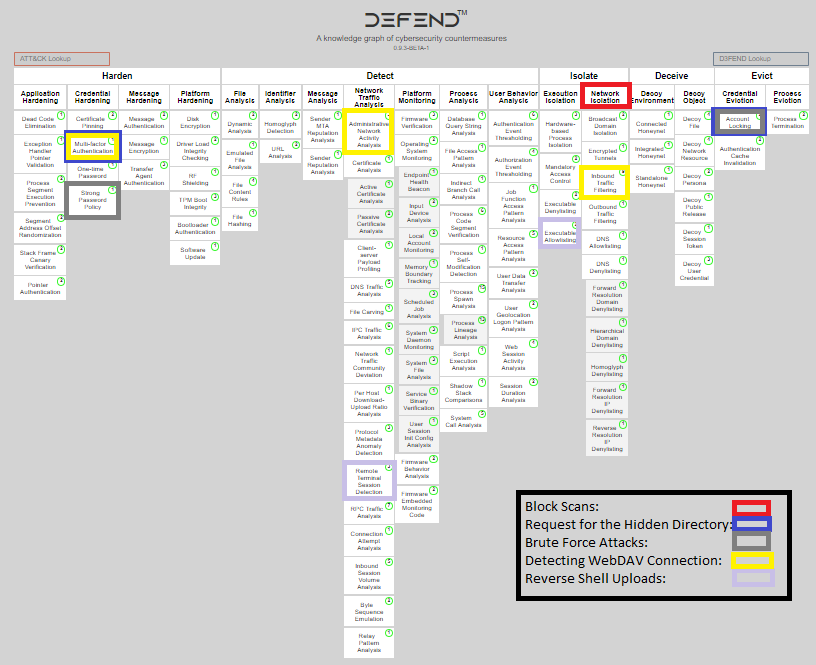 DEFEND™
A knowledge graph of cybersecurity countermeasures
0.9.3-BETA-1
ATT&CK Lookup
D3FEND Lookup
Harden
Detect
Isolate
Deceive
Evict
Application
Hardening
Dead Code
Elimination
Exception
Handler
Pointer
Validation
Process
Segment
Execution
Prevention
Segment
Address Offset
Randomization
Stack Frame
Canary
Verification
Pointer
Authentication
Credential
Hardening
Certificate
Pinning
Multi-factor
Authentication
One-time
Password
Strong
Password
Policy
Message
Hardening
Message
Authentication
Message
Encryption
Transfer
Agent
Authentication
Platform
Hardening
Disk
Encryption
Driver Load
Integrity
Checking
RF
Shielding
TPM Boot
Integrity
Bootloader
Authentication
Software
Update
File
Analysis
Dynamic
Analysis
Emulated
File
Analysis
File
Content
Rules
File
Hashing
Identifier
Analysis
Homoglyph
Detection
URL
Analysis
Message
Analysis
Sender
MTA
Reputation
Analysis
Sender
Reputation
Analysis
Network
Traffic
Analysis
Administrative
Network
Activity
Analysis
Certificate
Analysis
Active
Certificate
Analysis
Passive
Certificate
Analysis
Client-
server
Payload
Profiling
DNS Traffic
Analysis
File Carving
IPC Traffic
Analysis
Network
Traffic
Community
Deviation
Per Host
Download-
Upload Ratio
Analysis
Protocol
Metadata
Anomaly
Detection
Remote
Terminal
Session
Detection
RPC Traffic
Analysis
Connection
Attempt
Analysis
Inbound
Session
Volume
Analysis
Byte
Sequence
Emulation
Relay
Pattern
Analysis
Platform
Monitoring
Firmware
Verification
Operating
System
Monitoring
Endpoint
Health
Beacon
Input
Device
Analysis
Local
Account
Monitoring
Memory
Boundary
Tracking
Scheduled
Job
Analysis
System
Daemon
Monitoring
System
File
Analysis
Service
Binary
Verification
User
Session
Init Config
Analysis
Firmware
Behavior
Analysis
Firmware
Embedded
Monitoring
Code
Process
Analysis
Database
Query String
Analysis
File Access
Pattern
Analysis
Indirect
Branch Call
Analysis
Process
Code
Segment
Verification
Process
Self-
Modification
Detection
Process
Spawn
Analysis
Process
Lineage
Analysis
Script
Execution
Analysis
Shadow
Stack
Comparisons
System
Call Analysis
User Behavior
Analysis
Authentication
Event
Thresholding
Authorization
Event
Thresholding
Job
Function
Access
Pattern
Analysis
Resource
Access
Pattern
Analysis
User Data
Transfer
Analysis
User
Geolocation
Logon Pattern
Analysis
Web
Session
Activity
Analysis
Session
Duration
Analysis
Execution
Isolation
Hardware-
based
Process
Isolation
Mandatory
Access
Control
Executable
Denylisting
Executable
Allowlisting
Network
Isolation
Broadcast
Domain
Isolation
Encrypted
Tunnels
Inbound
Traffic
Filtering
Outbound
Traffic
Filtering
DNS
Allowlisting
DNS
Denylisting
Forward
Resolution
Domain
Denylisting
Hierarchical
Domain
Denylisting
Homoglyph
Denylisting
Forward
Resolution
IP
Denylisting
Reverse
Resolution
IP
Denylisting
Decoy
Environment
Connected
Honeynet
Integrated
Honeynet
Standalone
Honeynet
Decoy
Object
Decoy
File
Decoy
Network
Resource
Decoy
Persona
Decoy
Public
Release
Decoy
Session
Token
Decoy
User
Credential
Credential
Eviction
Account
Locking
Authentication
Cache
Invalidation
Process
Eviction
Process
Termination
Block Scans:
Request for the Hidden Directory:
Brute Force Attacks:
Detecting WebDAV Connection:
Reverse Shell Uploads: